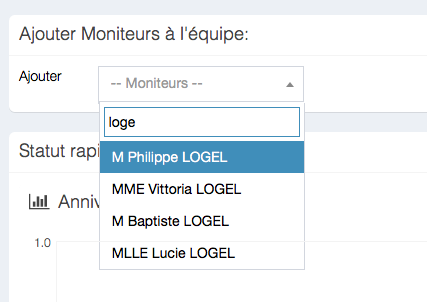 Ajouter Moniteurs à l'équipe:
Ajouter
-- Moniteurs --
loge
M Philippe LOGEL
MME Vittoria LOGEL
M Baptiste LOGEL
MLLE Lucie LOGEL
Statut rapi
Anniv
1.0